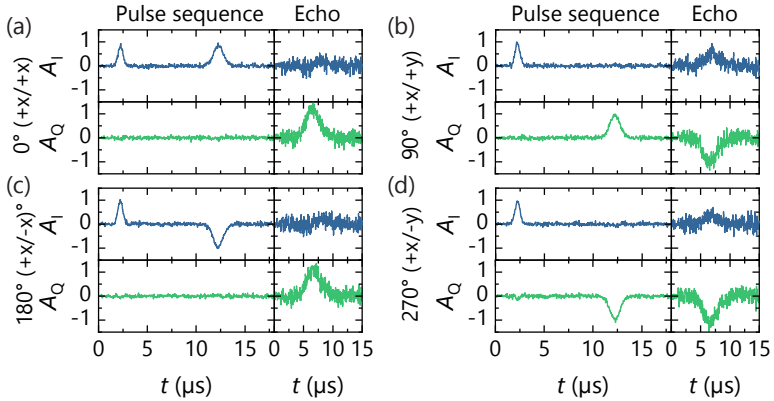 Pulse sequence Echo Pulse sequence Echo
(a) (b)
0° (+x/+x) A_I 1 0 -1
A_Q 1 0 -1
90° (+x/+y) A_I 1 0 -1
A_Q 1 0 -1
(c) (d)
180° (+x/-x)° A_I 1 0 -1
A_Q 1 0 -1
270° (+x/-y) A_I 1 0 -1
A_Q 1 0 -1
0 5 10 15 0 5 10 15 0 5 10 15 0 5 10 15
t (μs) t (μs) t (μs) t (μs)